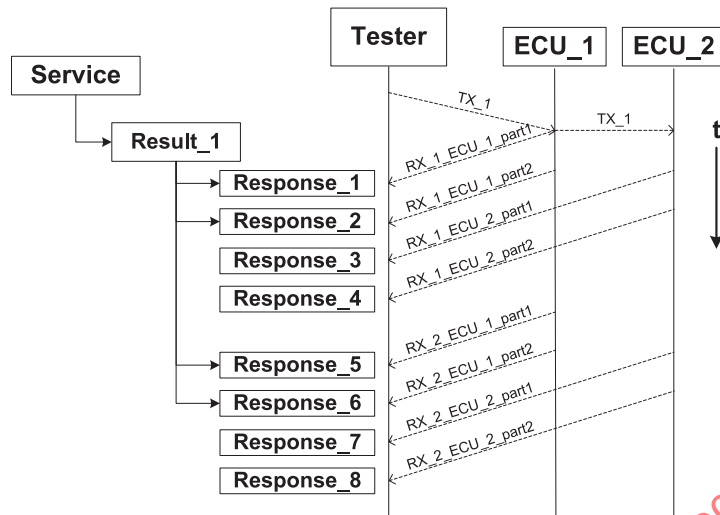 Tester
ECU_1
ECU_2
Service
TX_1
TX_1
t
Result_1
RX_1_ECU_1_part1
Response_1
RX_1_ECU_1_part2
Response_2
RX_1_ECU_2_part1
Response_3
RX_1_ECU_2_part2
Response_4
RX_2_ECU_1_part1
Response_5
RX_2_ECU_1_part2
Response_6
RX_2_ECU_2_part1
Response_7
RX_2_ECU_2_part2
Response_8